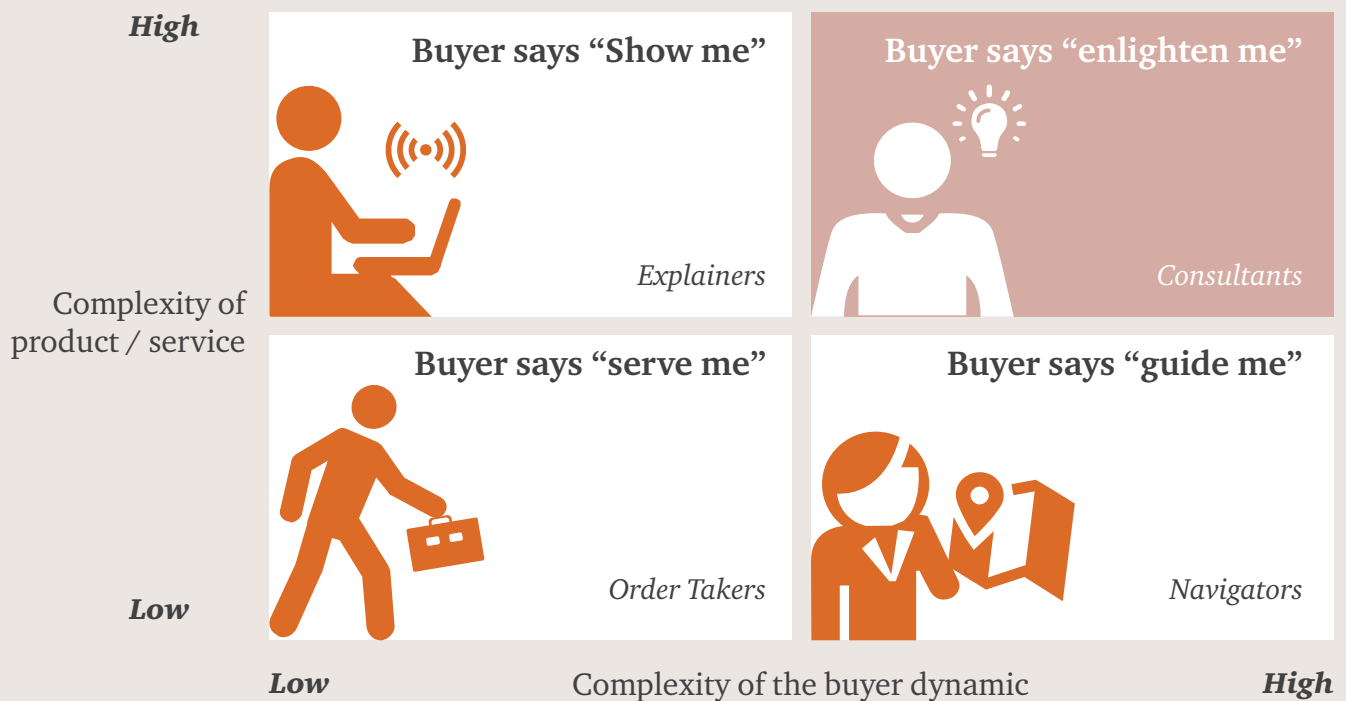 High
Buyer says “Show me”
Explainers
Buyer says “enlighten me”
Consultants
Complexity of
product / service
Buyer says “serve me”
Order Takers
Buyer says “guide me”
Navigators
Low
Low
Complexity of the buyer dynamic
High